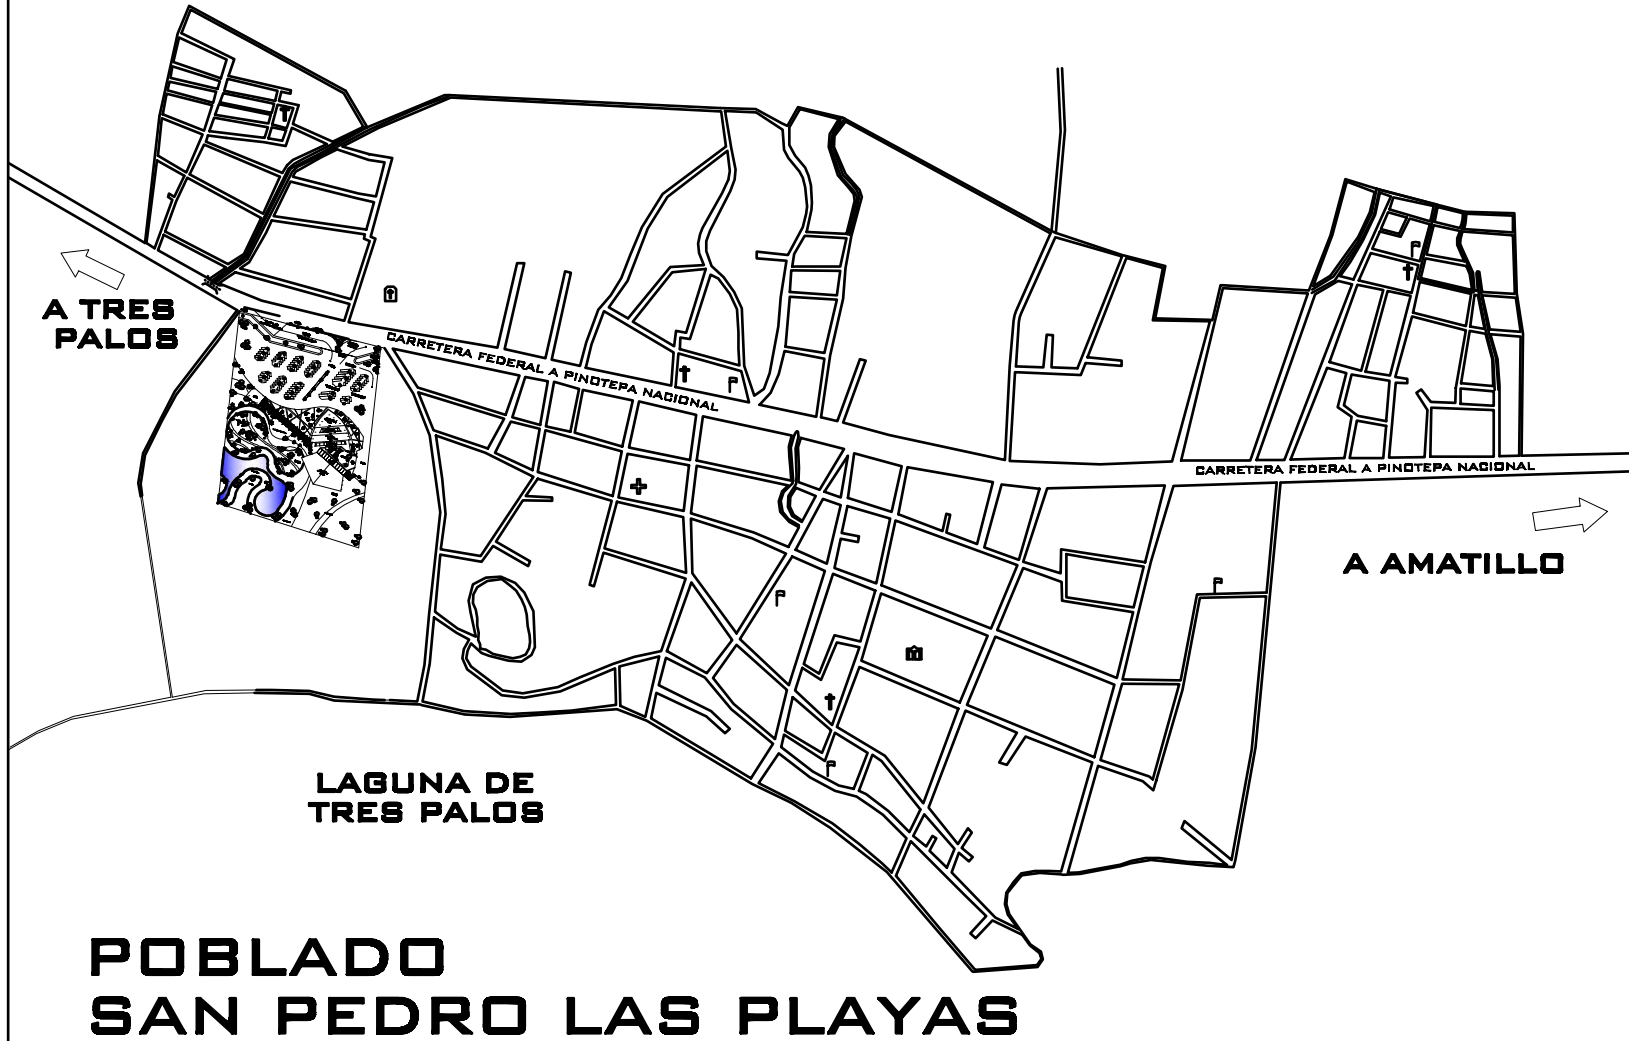 A TRES
PALOS
CARRETERA FEDERAL A PINOTEPA NACIONAL
CARRETERA FEDERAL A PINOTEPA NACIONAL
A AMATILLO
LAGUNA DE
TRES PALOS
POBLADO
SAN PEDRO LAS PLAYAS